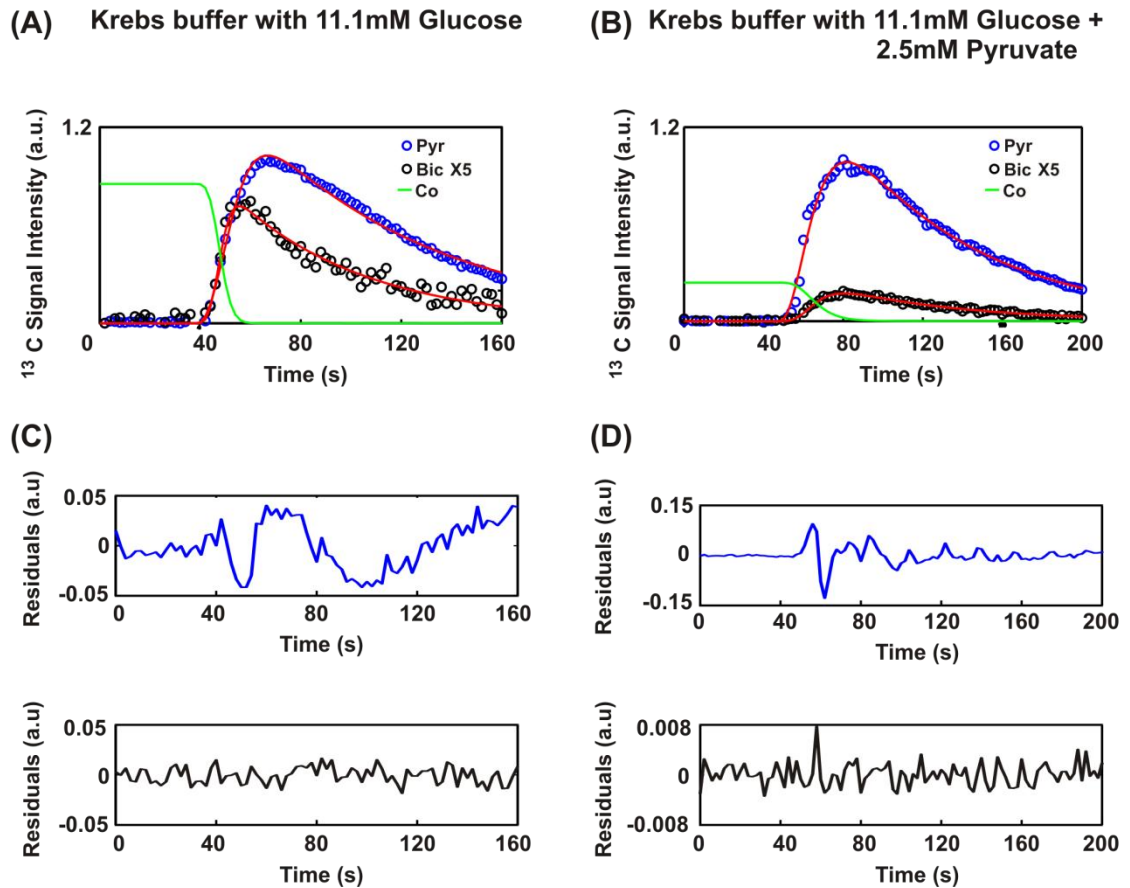 (A) Krebs buffer with 11.1mM Glucose
(B) Krebs buffer with 11.1mM Glucose +
2.5mM Pyruvate
13 C Signal Intensity (a.u.)
1.2
Pyr
Bic X5
Co
0 40 80 120 160
Time (s)
13 C Signal Intensity (a.u.)
1.2
Pyr
Bic X5
Co
0 40 80 120 160 200
Time (s)
(C)
Residuals (a.u)
0.05
0
-0.05
0 40 80 120 160
Time (s)
(D)
Residuals (a.u)
0.15
0
-0.15
0 40 80 120 160 200
Time (s)
Residuals (a.u)
0.05
0
-0.05
0 40 80 120 160
Time (s)
Residuals (a.u)
0.008
0
-0.008
0 40 80 120 160 200
Time (s)